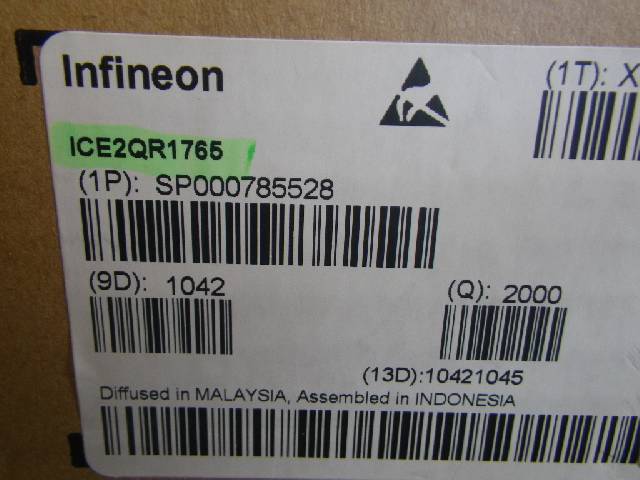 Infineon
(1T): X
ICE2QR1765
(1P): SP000785528
(9D): 1042
(Q): 2000
(13D):10421045
Diffused in MALAYSIA, Assembled in INDONESIA